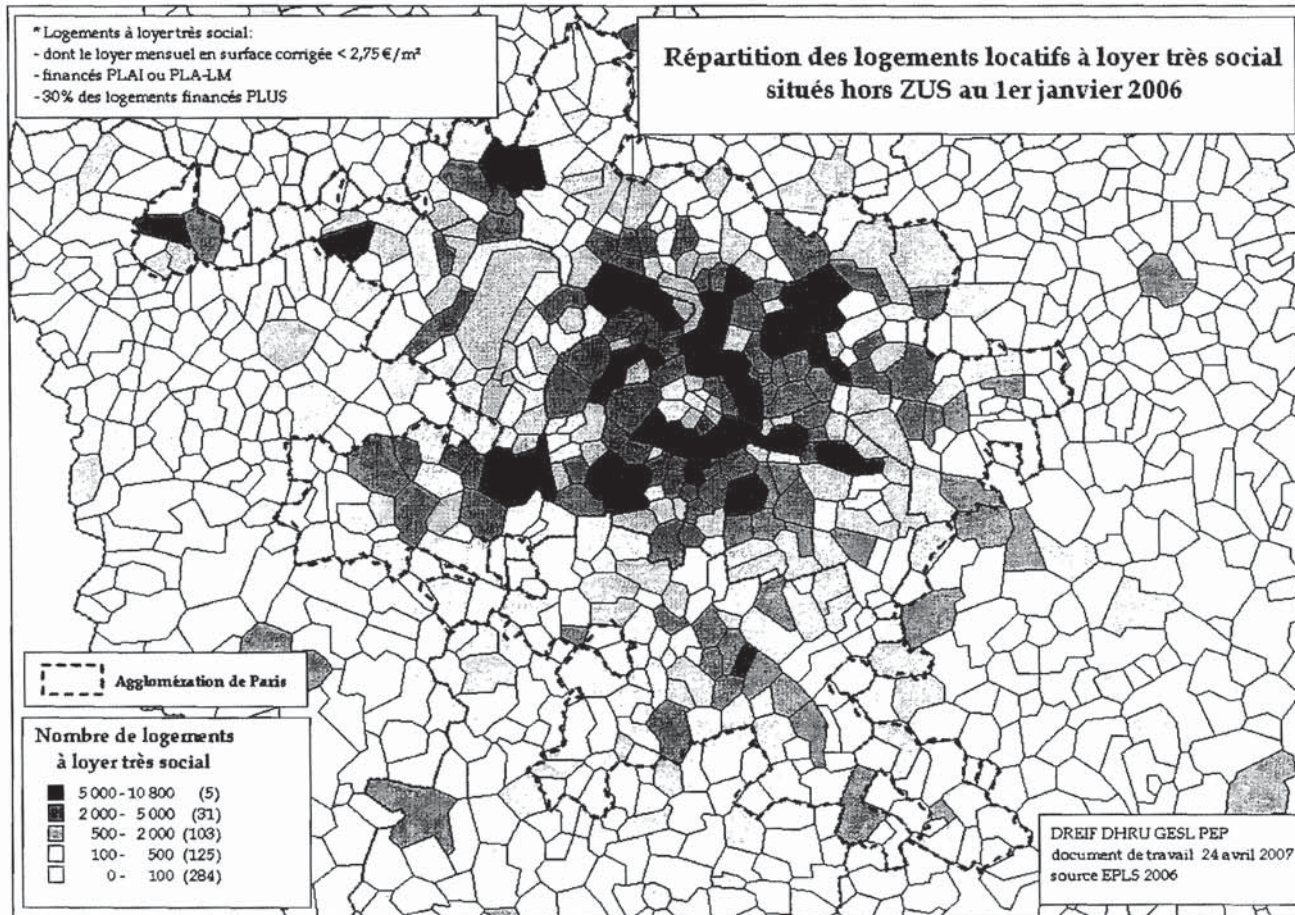 * Logements à loyer très social:
- dont le loyer mensuel en surface corrigée < 2,75 €/m²
- financés PLAI ou PLA-LM
- 30% des logements financés PLUS
Répartition des logements locatifs à loyer très social
situés hors ZUS au 1er janvier 2006
Agglomération de Paris
Nombre de logements
à loyer très social
5 000 - 10 800 (5)
2 000 - 5 000 (31)
500 - 2 000 (103)
100 - 500 (125)
0 - 100 (284)
DREIF DHRU GESL PEP
document de travail 24 avril 2007
source EPLS 2006